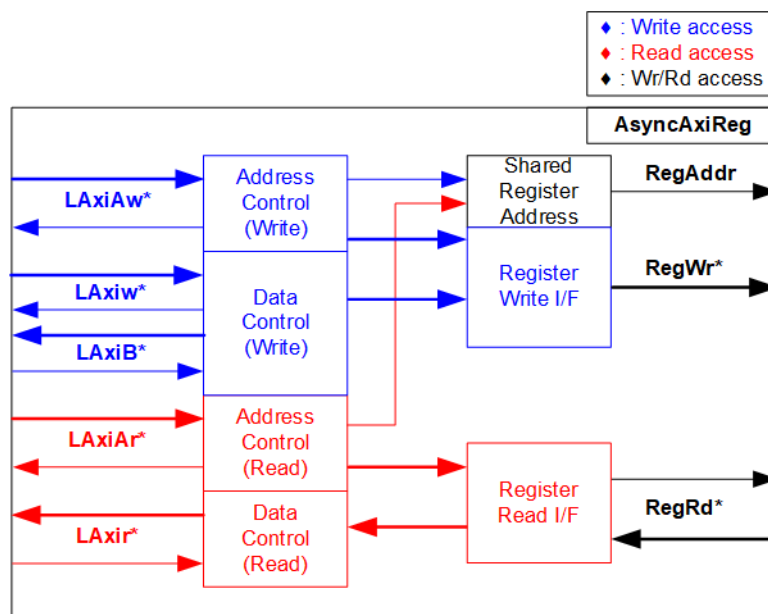 ♦ : Write access
♦ : Read access
♦ : Wr/Rd access
AsyncAxiReg
LAxiAw*
Address
Control
(Write)
Shared
Register
Address
RegAddr
LAxiw*
LAxiB*
Data
Control
(Write)
Register
Write I/F
RegWr*
LAxiAr*
Address
Control
(Read)
LAxir*
Data
Control
(Read)
Register
Read I/F
RegRd*